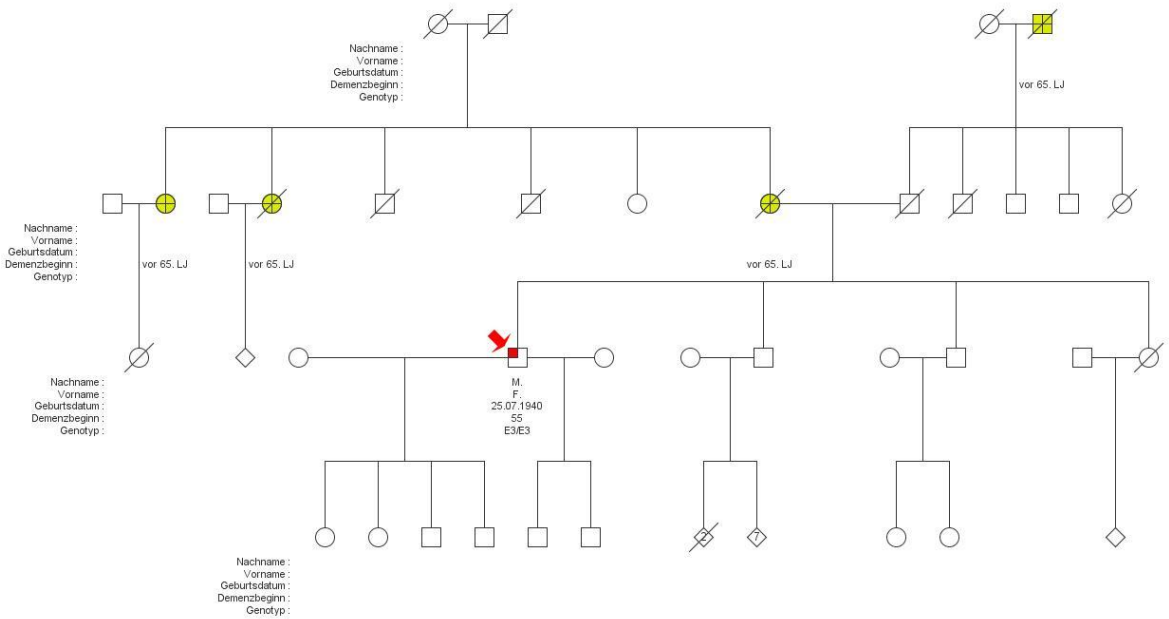 Nachname :
Vorname :
Geburtsdatum :
Demenzbeginn :
Genotyp :
vor 65. LJ
Nachname :
Vorname :
Geburtsdatum :
Demenzbeginn :
Genotyp :
vor 65. LJ
vor 65. LJ
vor 65. LJ
Nachname :
Vorname :
Geburtsdatum :
Demenzbeginn :
Genotyp :
M.
F.
25.07.1940
55
E3/E3
2
7
Nachname :
Vorname :
Geburtsdatum :
Demenzbeginn :
Genotyp :